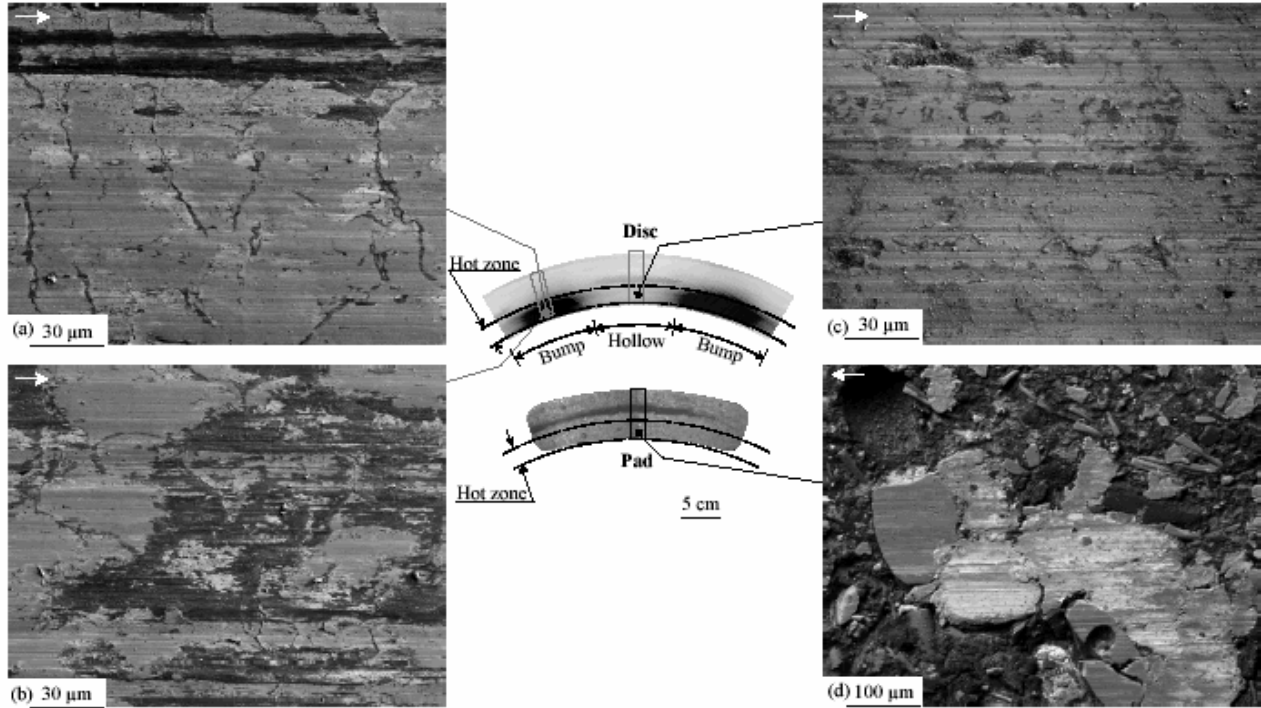 (a) 30 µm
(b) 30 µm
Disc
Hot zone
Bump
Hollow
Bump
Pad
Hot zone
5 cm
(c) 30 µm
(d) 100 µm